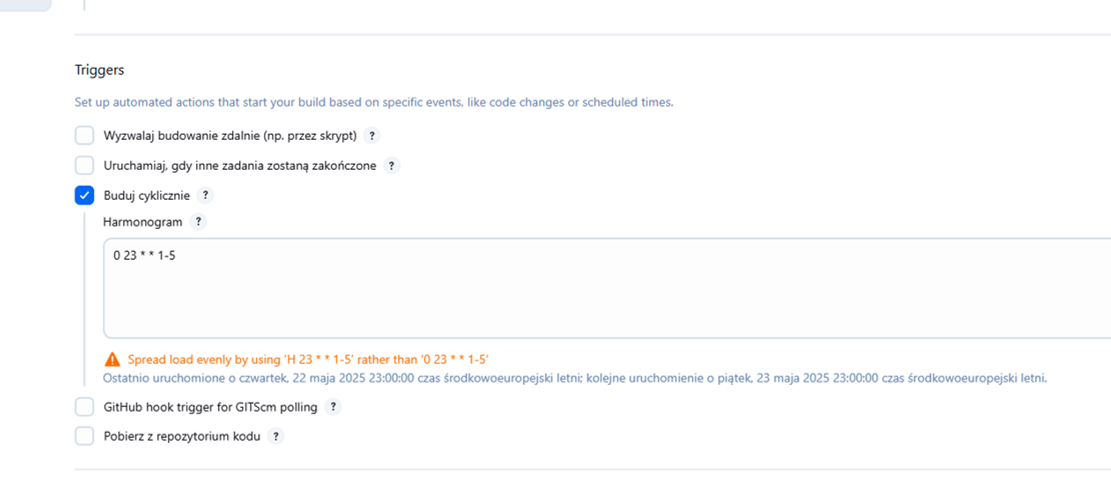 Triggers
Set up automated actions that start your build based on specific events, like code changes or scheduled times.
Wyzwalaj budowanie zdalnie (np. przez skrypt) ?
Uruchamiaj, gdy inne zadania zostaną zakończone ?
Buduj cyklicznie ?
Harmonogram ?
0 23 * * 1-5
Spread load evenly by using ‘H 23 * * 1-5’ rather than ‘0 23 * * 1-5’
Ostatnio uruchomione o czwartek, 22 maja 2025 23:00:00 czas środkowoeuropejski letni; kolejne uruchomienie o piątek, 23 maja 2025 23:00:00 czas środkowoeuropejski letni.
GitHub hook trigger for GITScm polling ?
Pobierz z repozytorium kodu ?